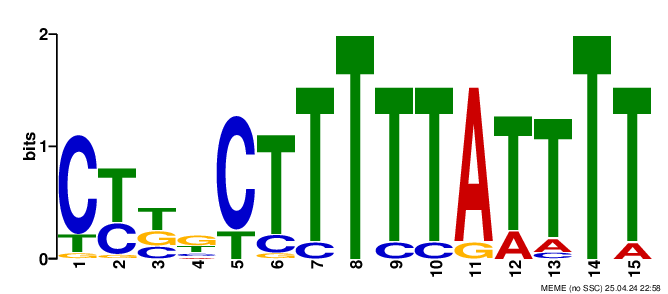 2
bits
1
0
C T T G C T T T T T A T T T T
T C G T T C C C C G A A A
G G C C G C
1 2 3 4 5 6 7 8 9 10 11 12 13 14 15
MEME (no SSC) 25.04.24 22:58